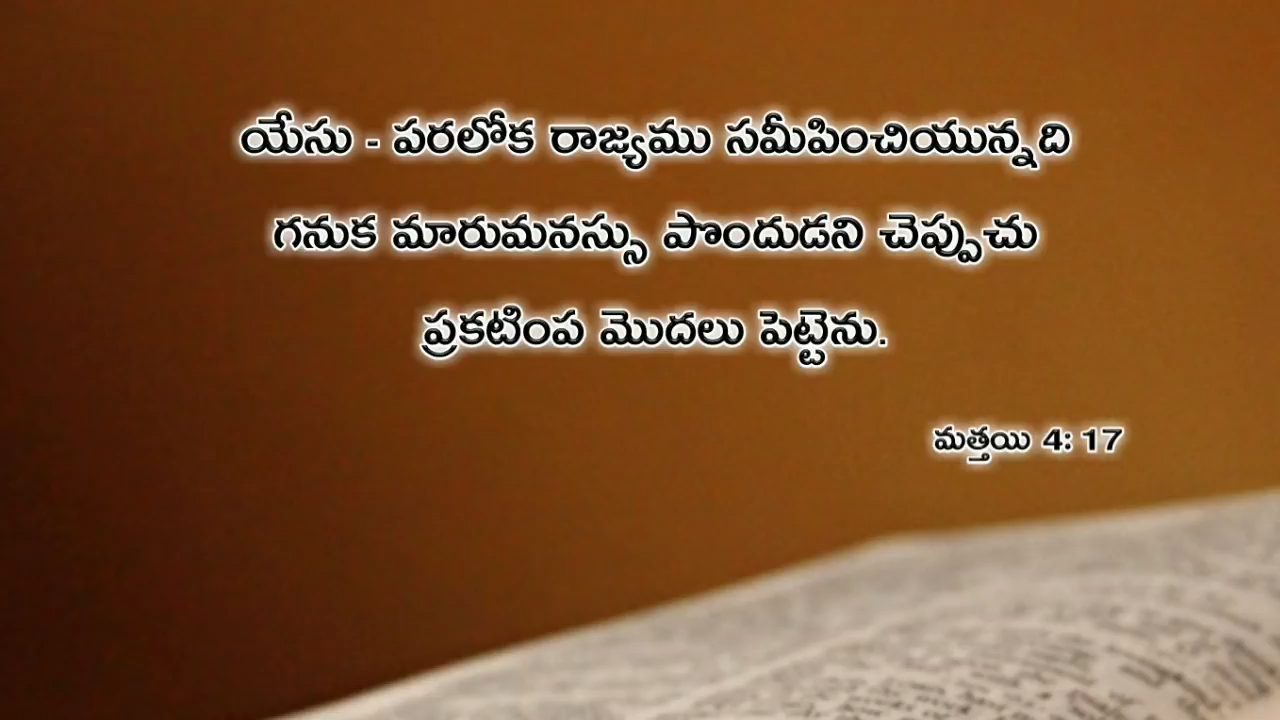 యేసు - పరలోక రాజ్యము సమీపించియున్నది
గనుక మారుమనస్సు పొందుడని చెప్పుచు
ప్రకటింప మొదలు పెట్టెను.
మత్తయి 4: 17